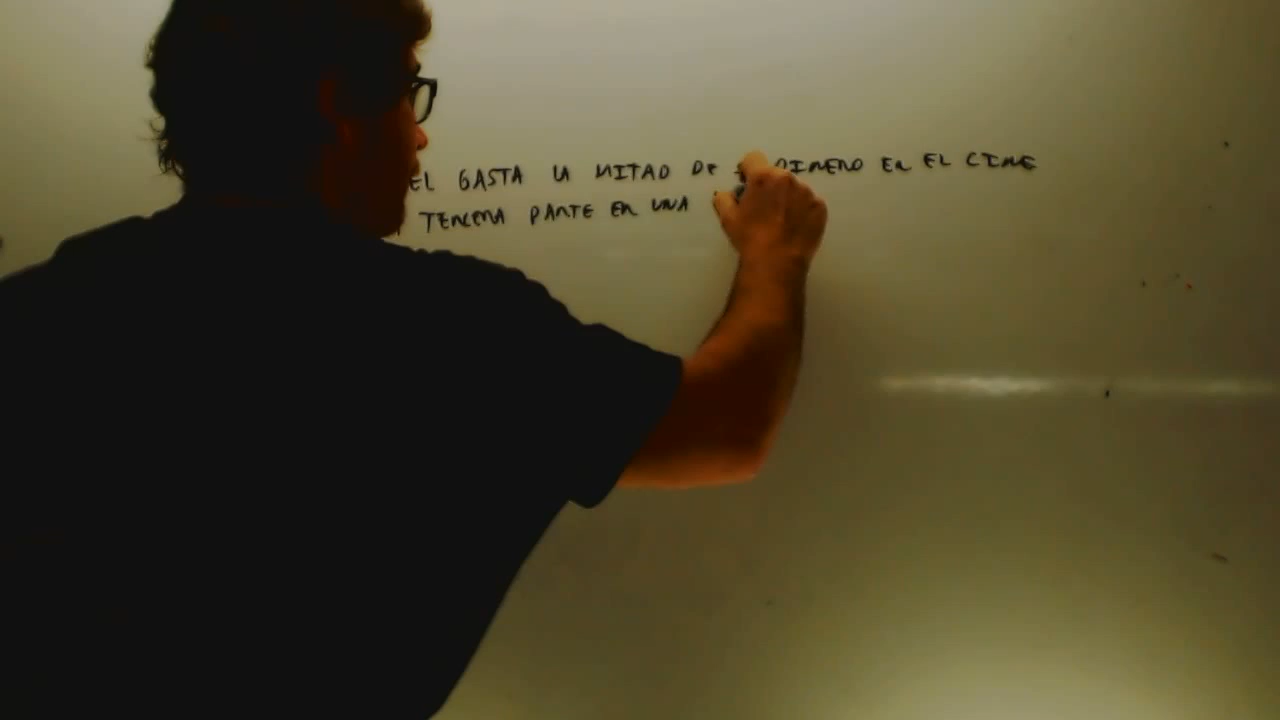 EL GASTA LA MITAD DE DINERO EN EL CINE
TERCERA PARTE EN UNA